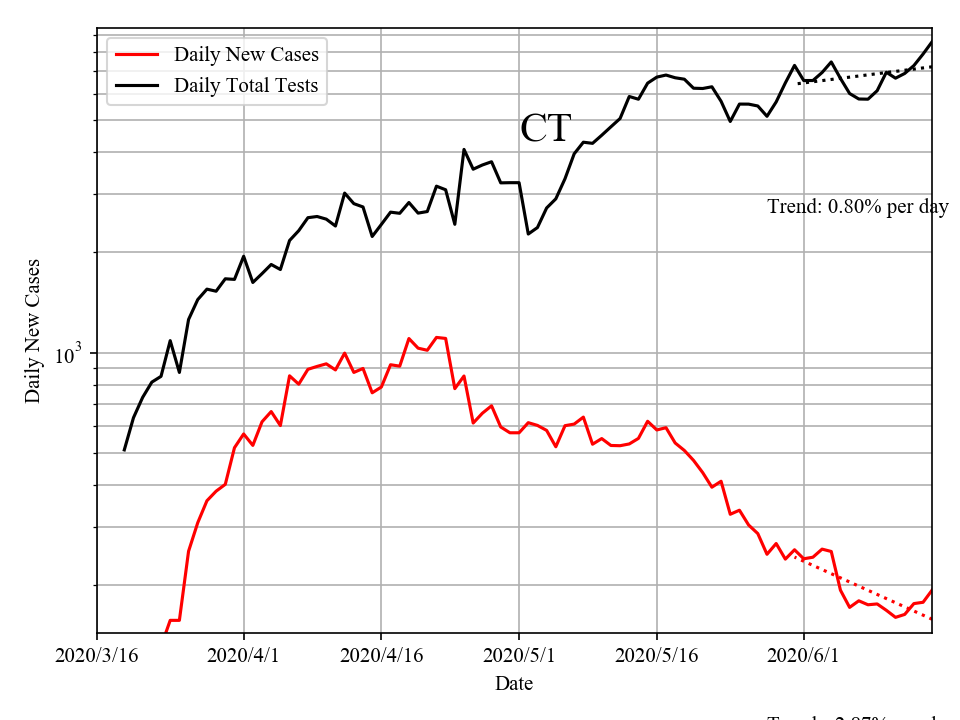 Daily New Cases
Daily Total Tests
CT
Trend: 0.80% per day
Daily New Cases
10³
2020/3/16
2020/4/1
2020/4/16
2020/5/1
2020/5/16
2020/6/1
Date